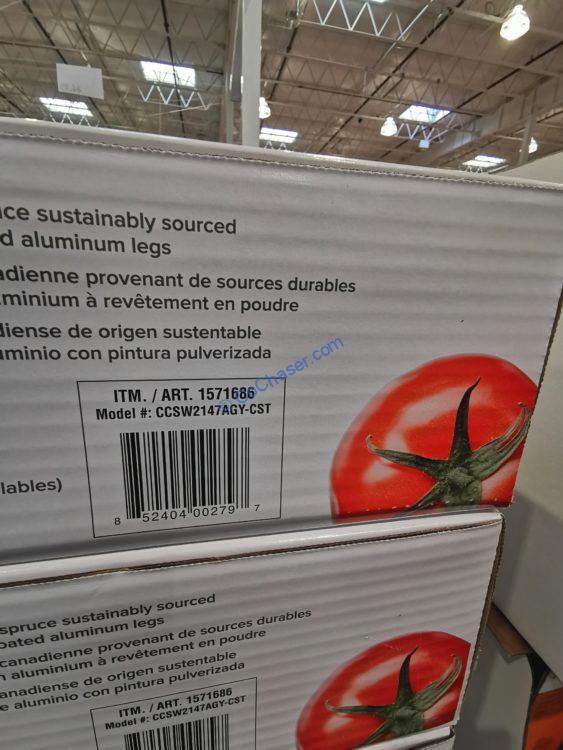 ce sustainably sourced
d aluminum legs
adienne provenant de sources durables
minium à revêtement en poudre
diense de origen sustentable
uminio con pintura pulverizada
CostcoChaser.com
ITM. / ART. 1571686
Model #: CCSW2147AGY-CST
lables)
8 52404 00279 7
spruce sustainably sourced
oated aluminum legs
canadienne provenant de sources durables
n aluminium à revêtement en poudre
anadiense de origen sustentable
e aluminio con pintura pulverizada
ITM. / ART. 1571686
Model #: CCSW2147AGY-CST